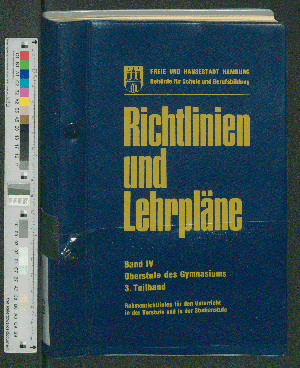 FREIE UND HANSESTADT HAMBURG
Behörde für Schule und Berufsbildung
Richtlinien
und
Lehrpläne
Band IV
Oberstufe des Gymnasiums
3. Teilband
Rahmenrichtlinien für den Unterricht
in der Vorstufe und in der Studienstufe